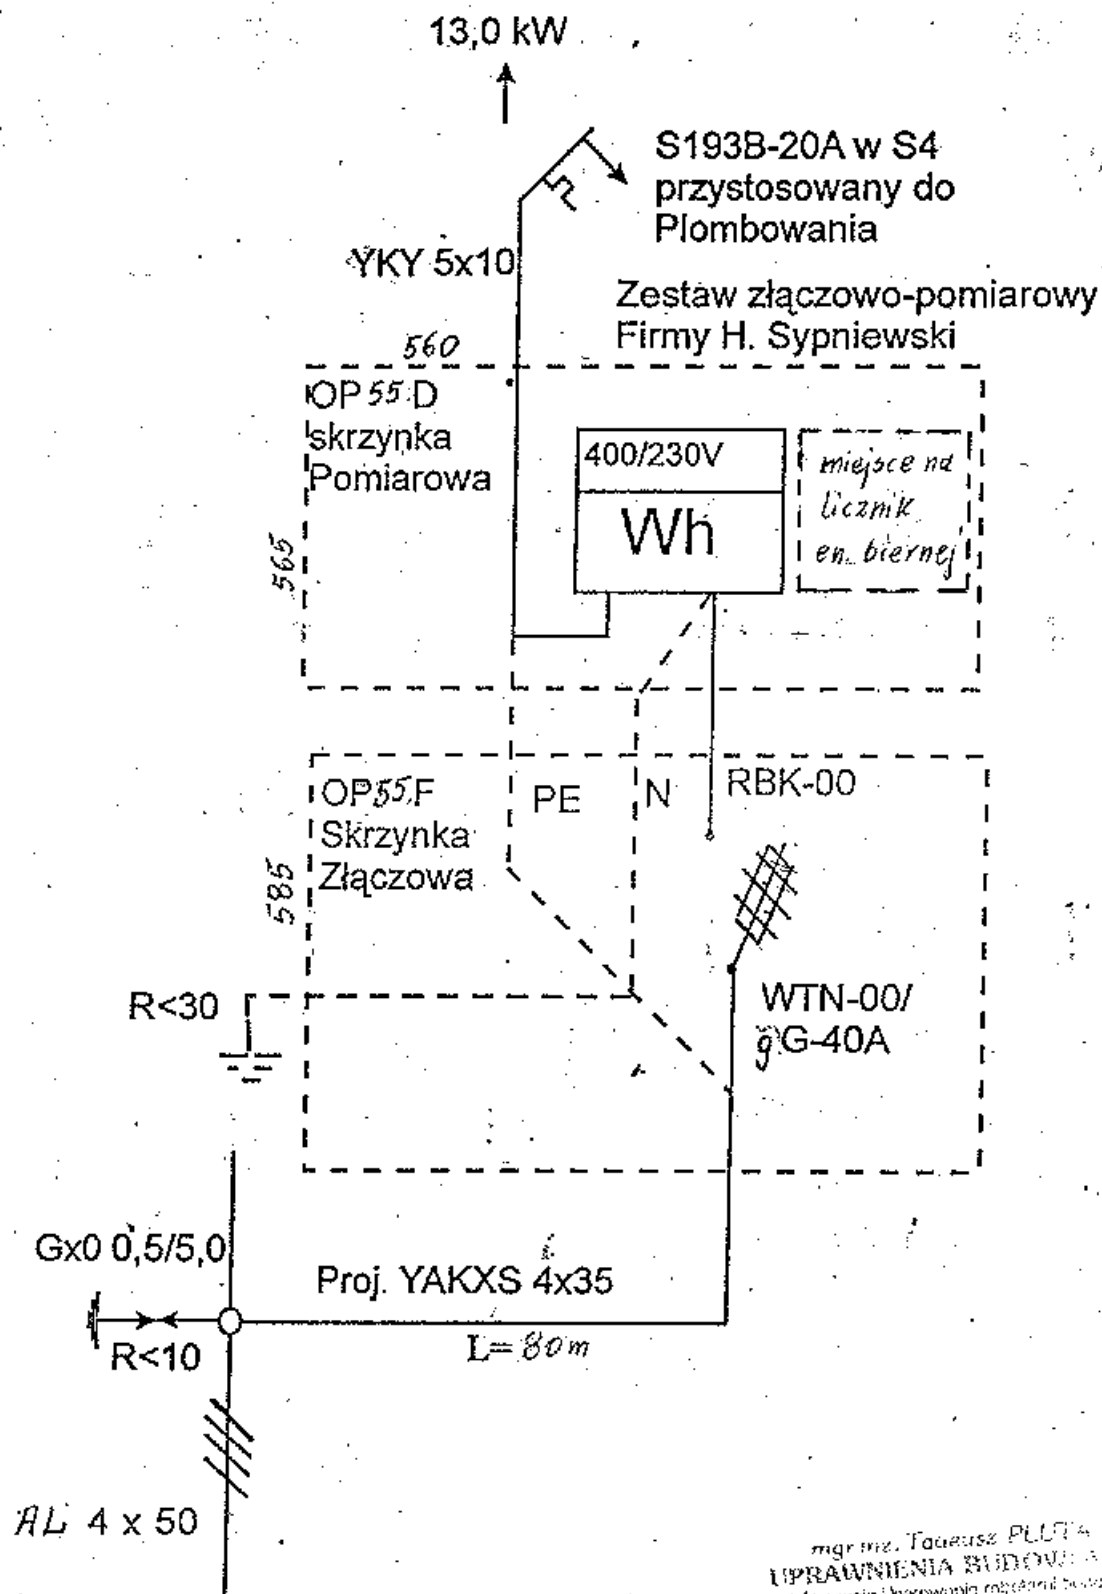 13,0 kW
S193B-20A w S4
przystosowany do
Plombowania
YKY 5x10
Zestaw złączowo-pomiarowy
Firmy H. Sypniewski
560
OP 55 D
skrzynka
Pomiarowa
400/230V
Wh
miejsce na
licznik
en. biernej
565
OP 55 F
Skrzynka
Złączowa
PE
N
RBK-00
585
R<30
WTN-00/
gG-40A
Gx0 0,5/5,0
Proj. YAKXS 4x35
R<10
L= 80m
AL 4 x 50
mgr inż. Tadeusz PLUTA
UPRAWNIENIA